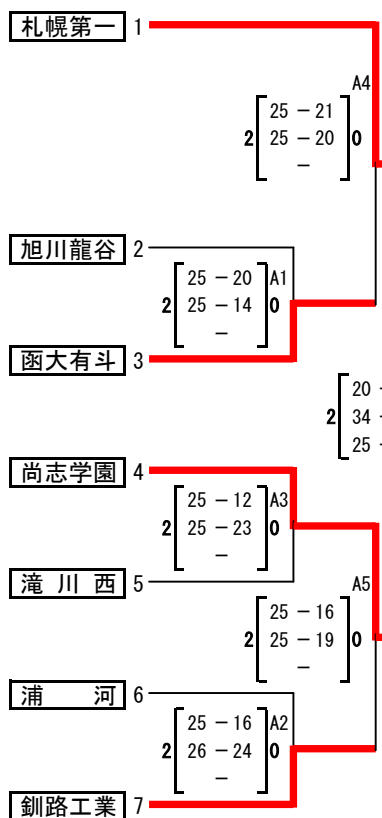 札幌第一 1
A4
25 − 21
2 25 − 20 0
−
旭川龍谷 2
25 − 20 A1
2 25 − 14 0
−
函大有斗 3
20 -
2 34 -
25 -
尚志学園 4
25 − 12 A3
2 25 − 23 0
−
滝川西 5
A5
25 − 16
2 25 − 19 0
−
浦河 6
25 − 16 A2
2 26 − 24 0
−
釧路工業 7